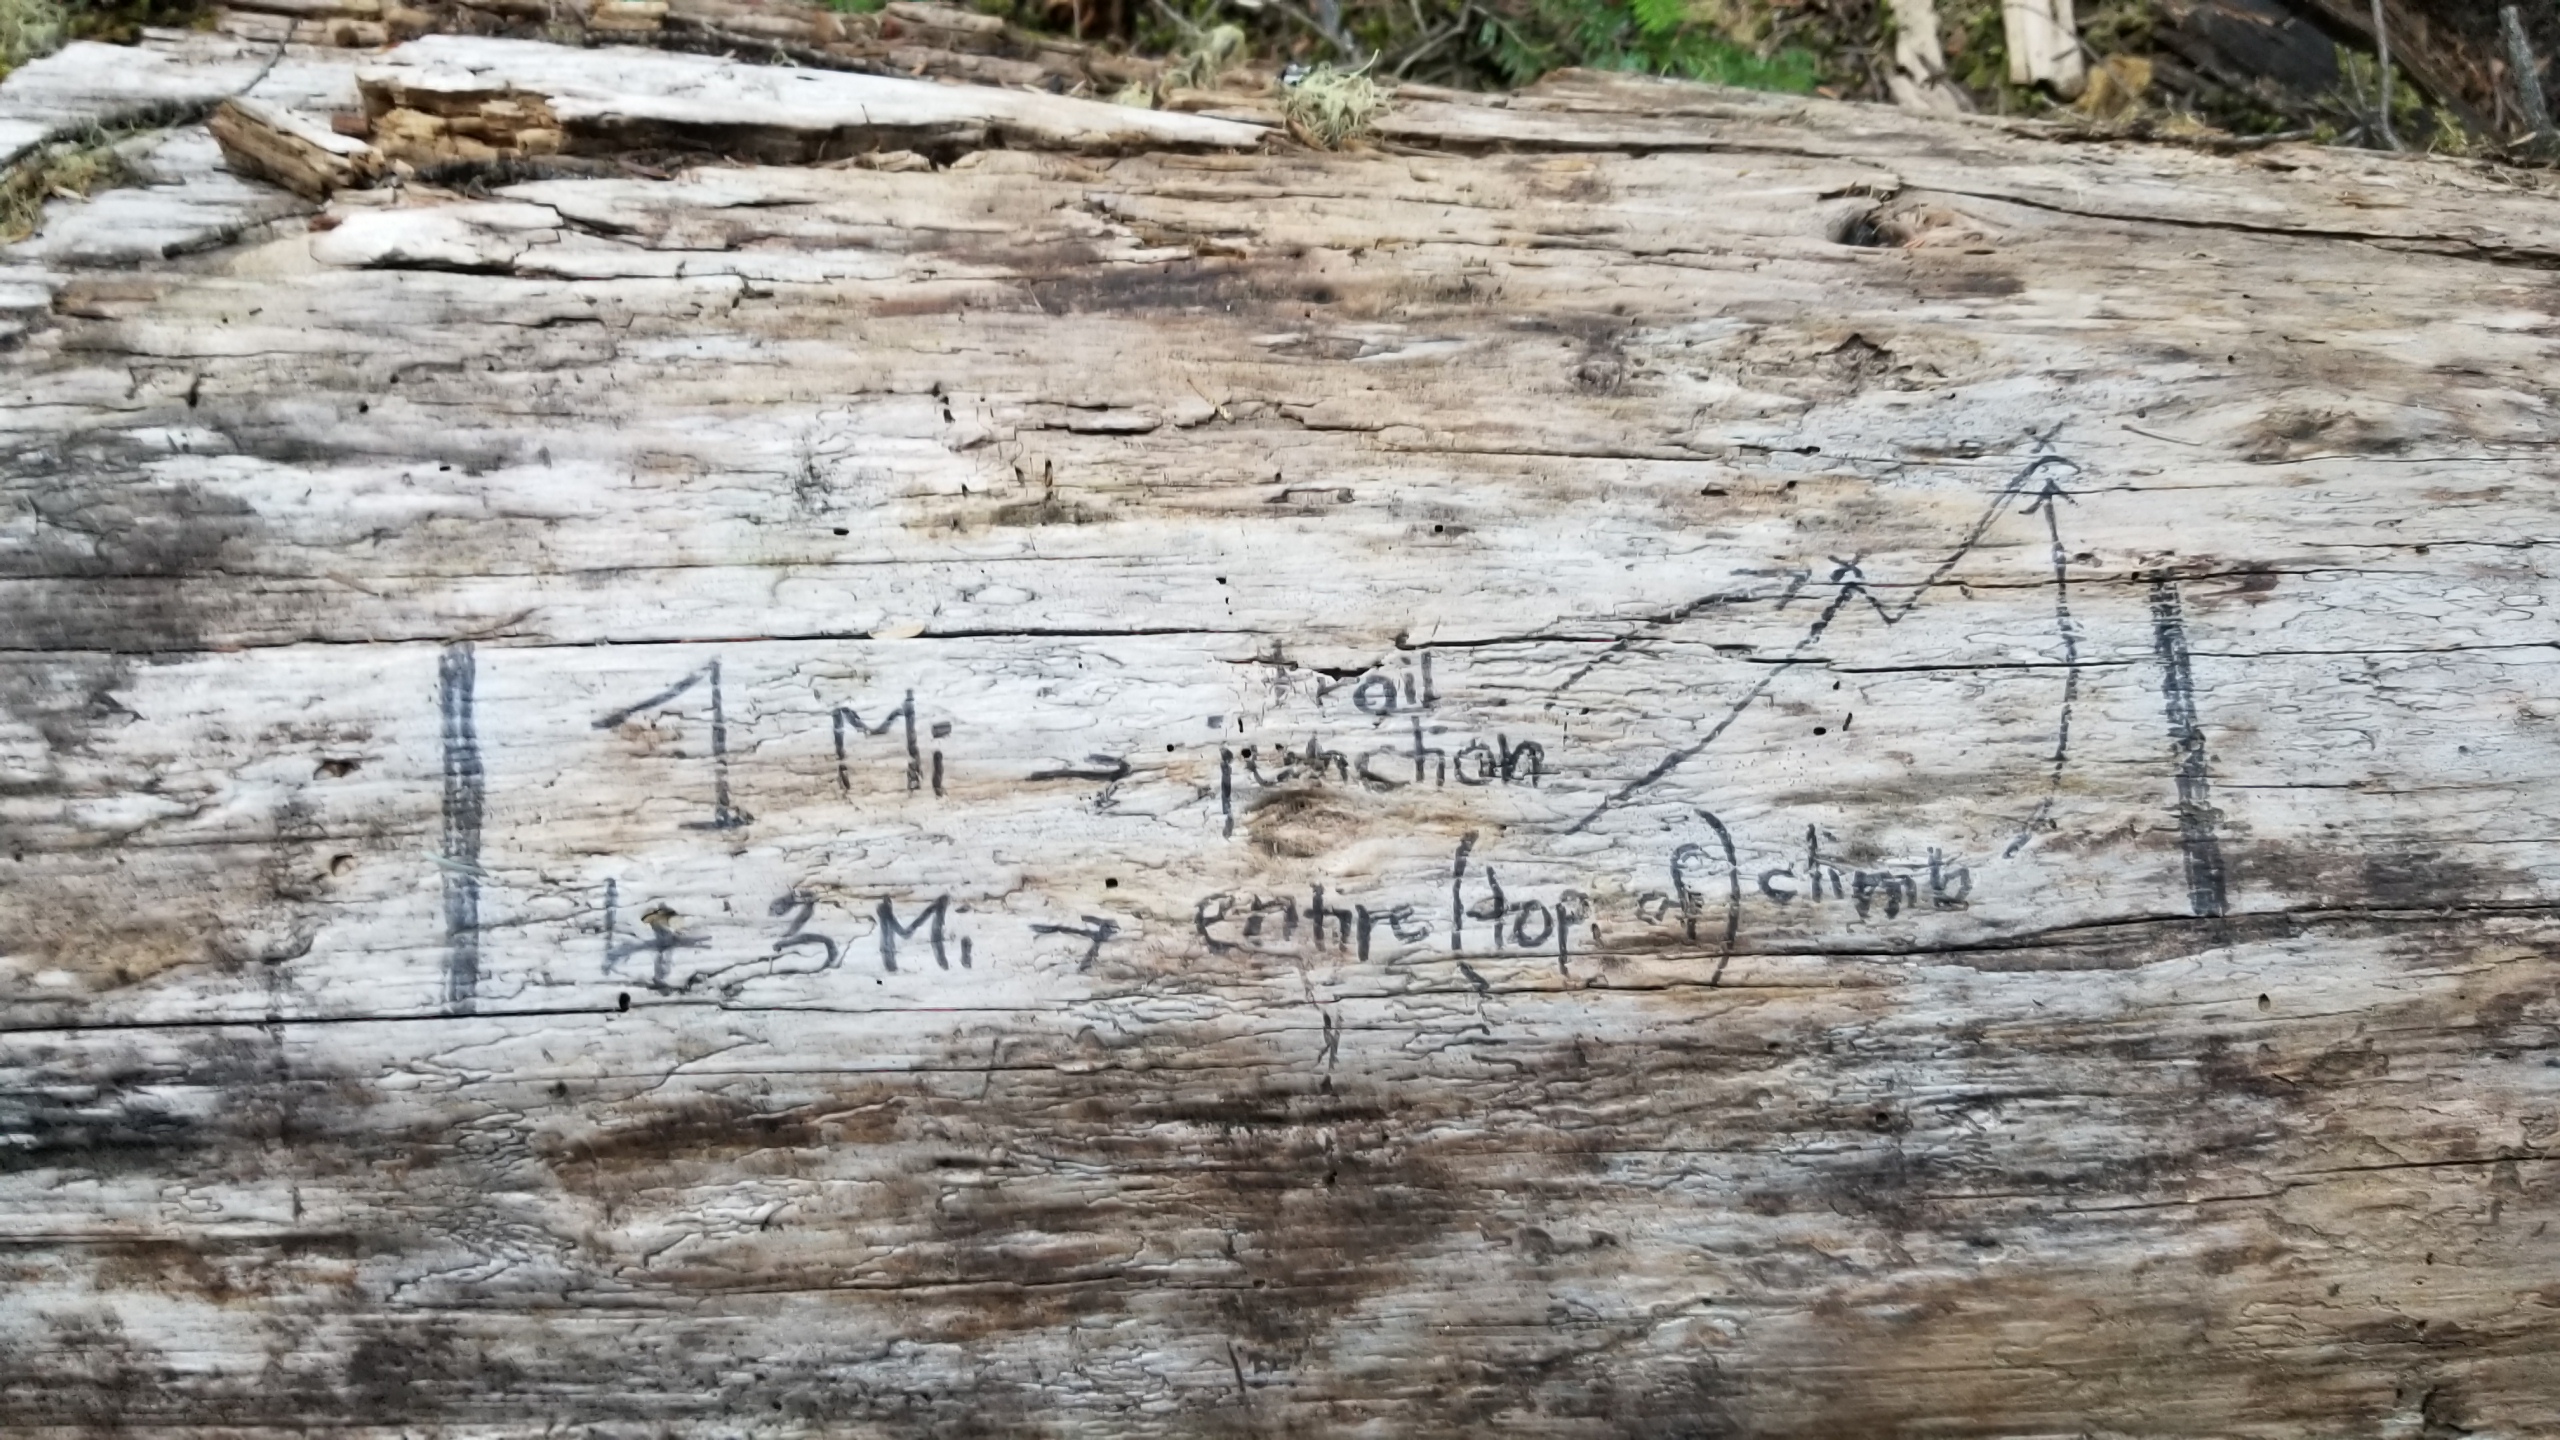 1 Mi → trail junction
4.3 Mi → entire (top of) climb